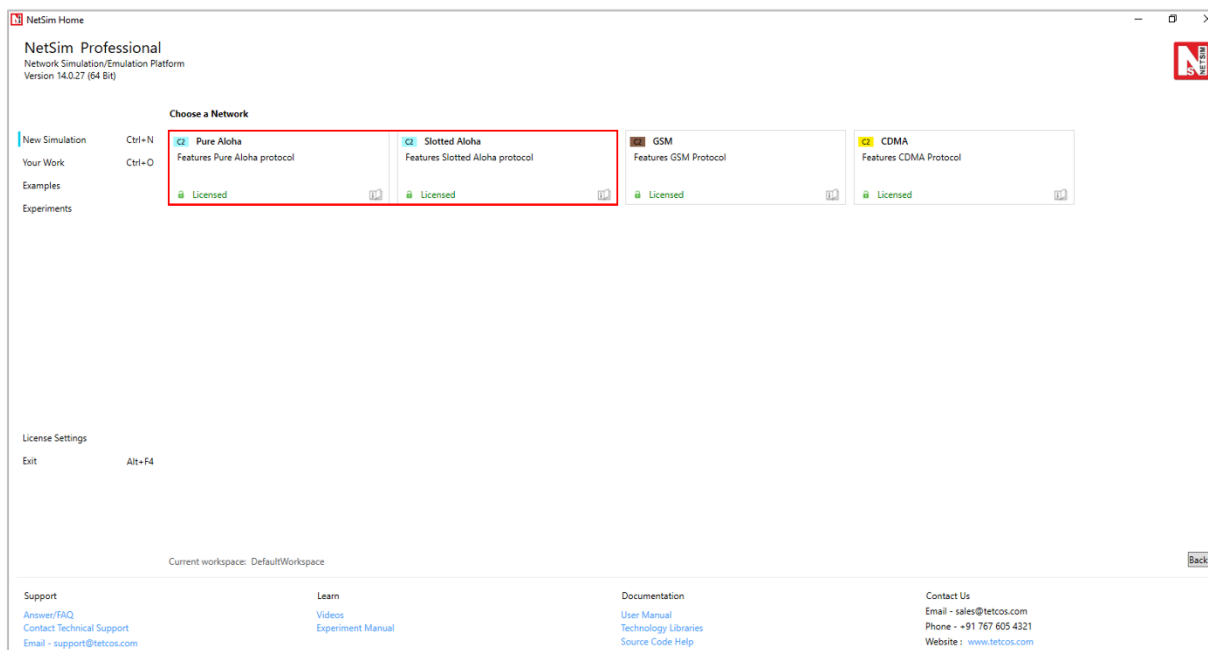 NetSim Home
NetSim Professional
Network Simulation/Emulation Platform
Version 14.0.27 (64 Bit)
NETSIM
Choose a Network
New Simulation Ctrl+N
Your Work Ctrl+O
Examples
Experiments
C2 Pure Aloha
Features Pure Aloha protocol
Licensed
C2 Slotted Aloha
Features Slotted Aloha protocol
Licensed
C2 GSM
Features GSM Protocol
Licensed
C2 CDMA
Features CDMA Protocol
Licensed
License Settings
Exit Alt+F4
Current workspace: DefaultWorkspace
Back
Support
Answer/FAQ
Contact Technical Support
Email - support@tetcos.com
Learn
Videos
Experiment Manual
Documentation
User Manual
Technology Libraries
Source Code Help
Contact Us
Email - sales@tetcos.com
Phone - +91 767 605 4321
Website : www.tetcos.com